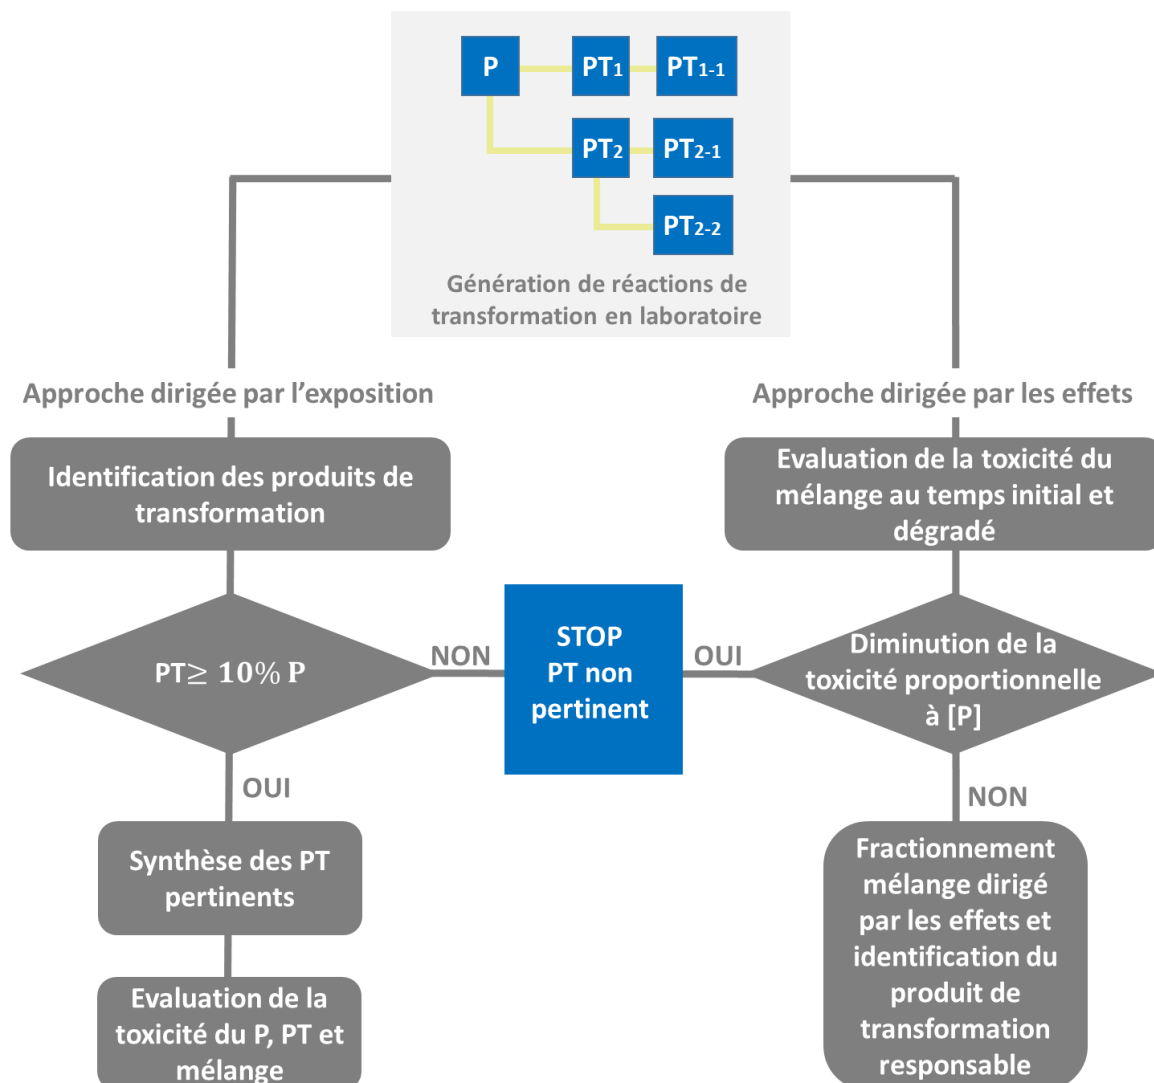 P
PT1
PT1-1
PT2
PT2-1
PT2-2
Génération de réactions de
transformation en laboratoire
Approche dirigée par l'exposition
Approche dirigée par les effets
Identification des produits de
transformation
Evaluation de la toxicité du
mélange au temps initial et
dégradé
PT≥ 10% P
NON
STOP
PT non
pertinent
OUI
Diminution de la
toxicité proportionnelle
à [P]
OUI
NON
Synthèse des PT
pertinents
Evaluation de la
toxicité du P, PT et
mélange
Fractionnement
mélange dirigé
par les effets et
identification du
produit de
transformation
responsable